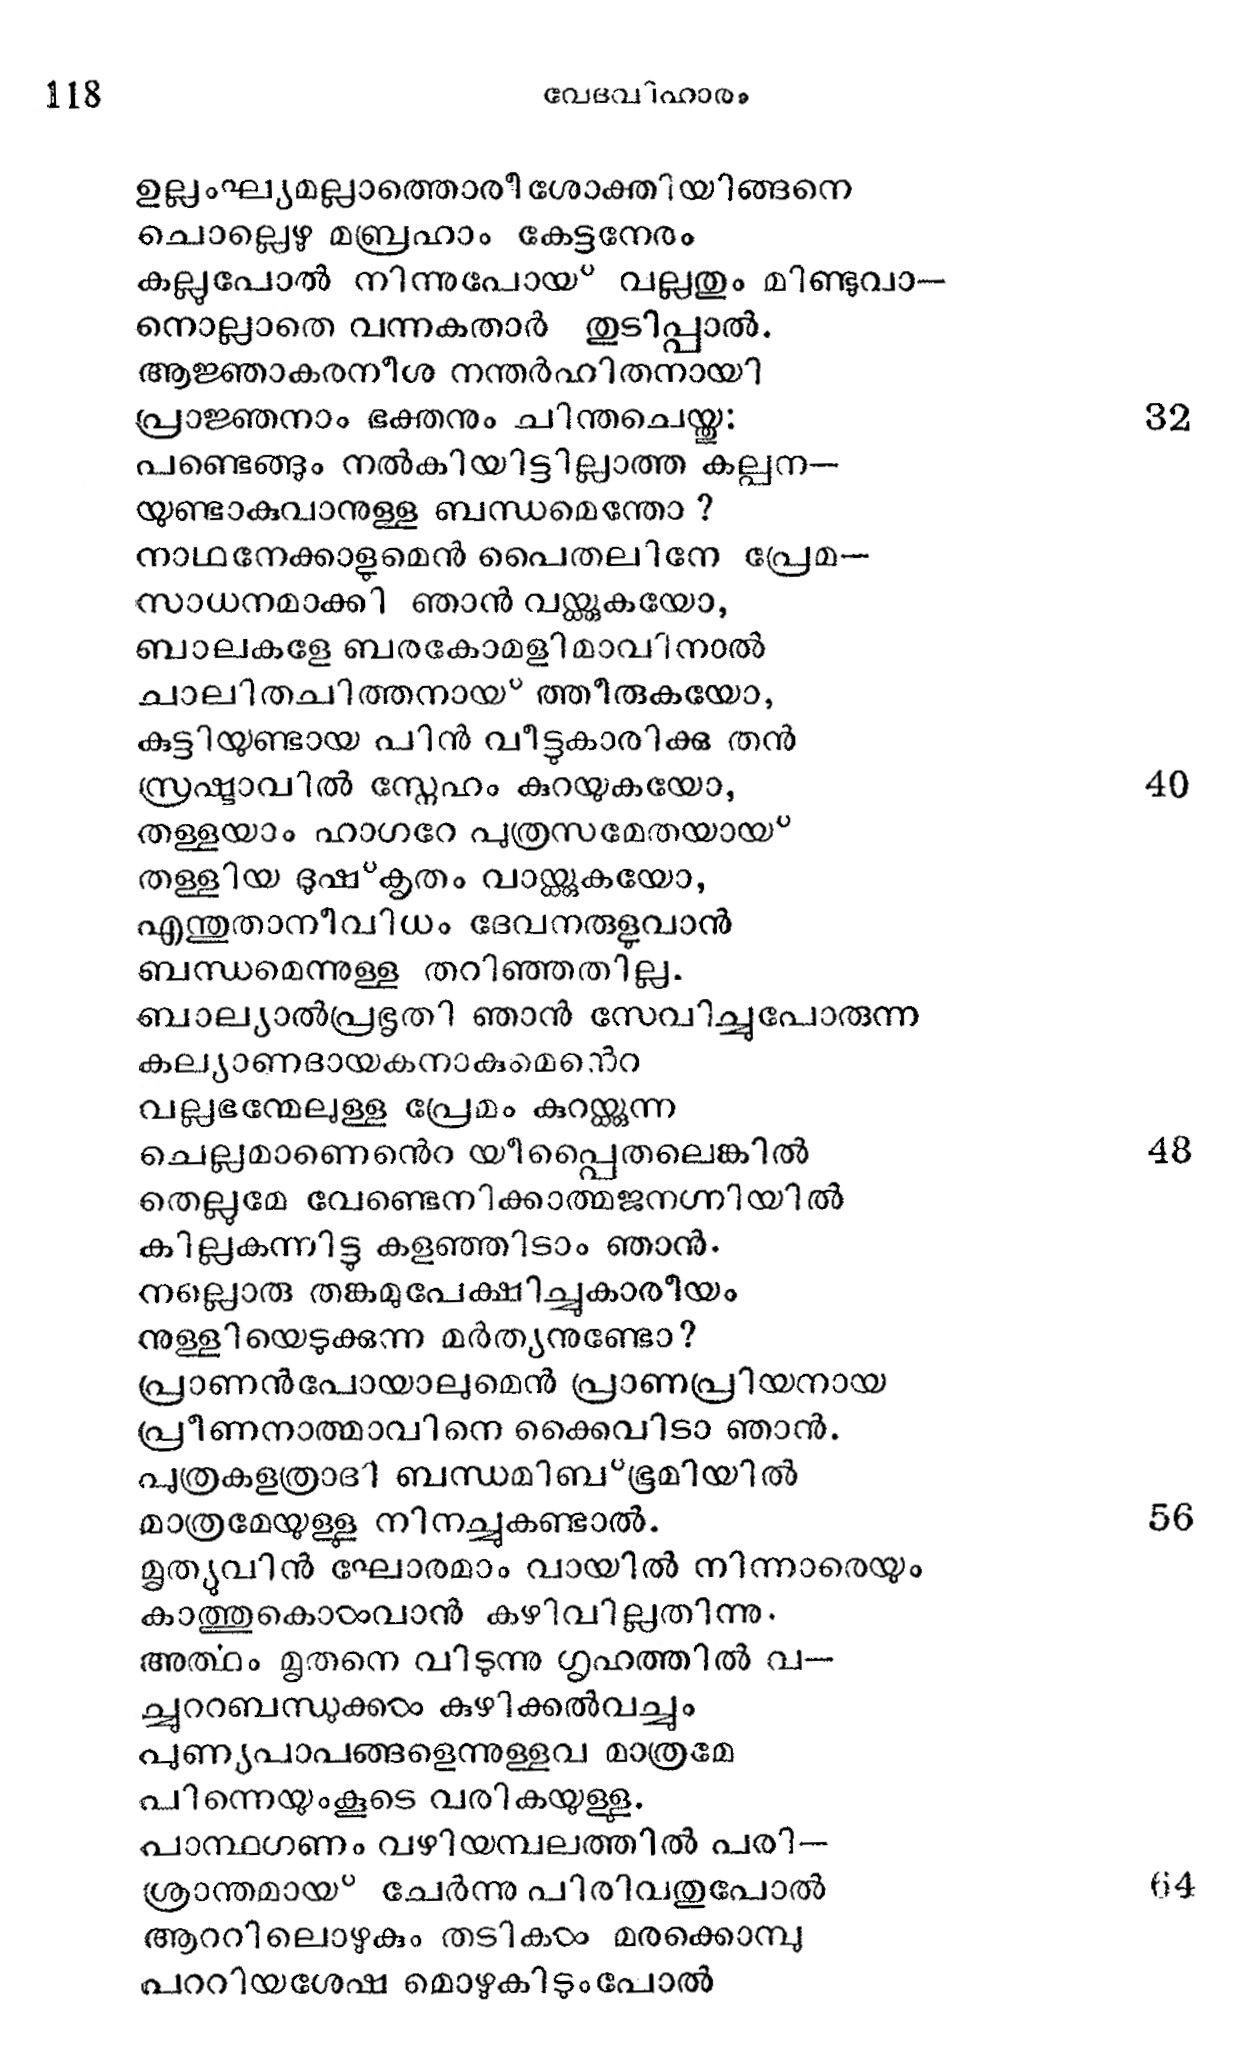 118 വേദവിഹാരം
ഉല്ലംഘ്യമല്ലാത്തൊരീശോക്തിയിങ്ങനെ
ചൊല്ലെഴു മബ്രഹാം കേട്ടനേരം
കല്ലുപോൽ നിന്നുപോയ് വല്ലതും മിണ്ടുവാ—
നൊല്ലാതെ വന്നകതാർ തുടിപ്പാൽ.
ആജ്ഞാകരനീശ നന്തർഹിതനായി
പ്രാജ്ഞനാം ഭക്തനും ചിന്തചെയ്തു: 32
പണ്ടെങ്ങും നൽകിയിട്ടില്ലാത്ത കല്പന—
യുണ്ടാകുവാനുള്ള ബന്ധമെന്തോ ?
നാഥനേക്കാളുമെൻ പൈതലിനേ പ്രേമ—
സാധനമാക്കി ഞാൻ വയ്ക്കുകയോ,
ബാലകളേ ബരകോമളിമാവിനാൽ
ചാലിതചിത്തനായ് ത്തീരുകയോ,
കുട്ടിയുണ്ടായ പിൻ വീട്ടുകാരിക്കു തൻ
സ്രഷ്ടാവിൽ സ്നേഹം കുറയുകയോ, 40
തള്ളയാം ഹാഗറേ പുത്രസമേതയായ്
തള്ളിയ ദുഷ്കൃതം വായ്ക്കുകയോ,
എന്തുതാനീവിധം ദേവനരുളുവാൻ
ബന്ധമെന്നുള്ള തറിഞ്ഞതില്ല.
ബാല്യാൽപ്രഭൃതി ഞാൻ സേവിച്ചുപോരുന്ന
കല്യാണദായകനാകുമെൻെറ
വല്ലഭന്മേലുള്ള പ്രേമം കുറയ്ക്കുന്ന
ചെല്ലമാണെൻെറ യീപ്പൈതലെങ്കിൽ 48
തെല്ലുമേ വേണ്ടെനിക്കാത്മജനഗ്നിയിൽ
കില്ലകന്നിട്ടു കളഞ്ഞിടാം ഞാൻ.
നല്ലൊരു തങ്കമുപേക്ഷിച്ചുകാരീയം
നുള്ളിയെടുക്കുന്ന മർത്യനുണ്ടോ?
പ്രാണൻപോയാലുമെൻ പ്രാണപ്രിയനായ
പ്രീണനാത്മാവിനെ കൈവിടാ ഞാൻ.
പുത്രകളത്രാദി ബന്ധമിബ്ഭൂമിയിൽ
മാത്രമേയുള്ളു നിനച്ചുകണ്ടാൽ. 56
മൃത്യുവിൻ ഘോരമാം വായിൽ നിന്നാരെയും
കാത്തുകൊൾവാൻ കഴിവില്ലതിന്നു.
അർത്ഥം മൃതനെ വിടുന്നു ഗൃഹത്തിൽ വ—
ച്ചുററബന്ധുക്കൾ കുഴിക്കൽവച്ചും
പുണ്യപാപങ്ങളെന്നുള്ളവ മാത്രമേ
പിന്നെയുംകൂടെ വരികയുള്ളു.
പാന്ഥഗണം വഴിയമ്പലത്തിൽ പരി—
ശ്രാന്തമായ് ചേർന്നു പിരിവതുപോൽ 64
ആററിലൊഴുകും തടികൾ മരക്കൊമ്പു
പററിയശേഷ മൊഴുകിടുംപോൽ